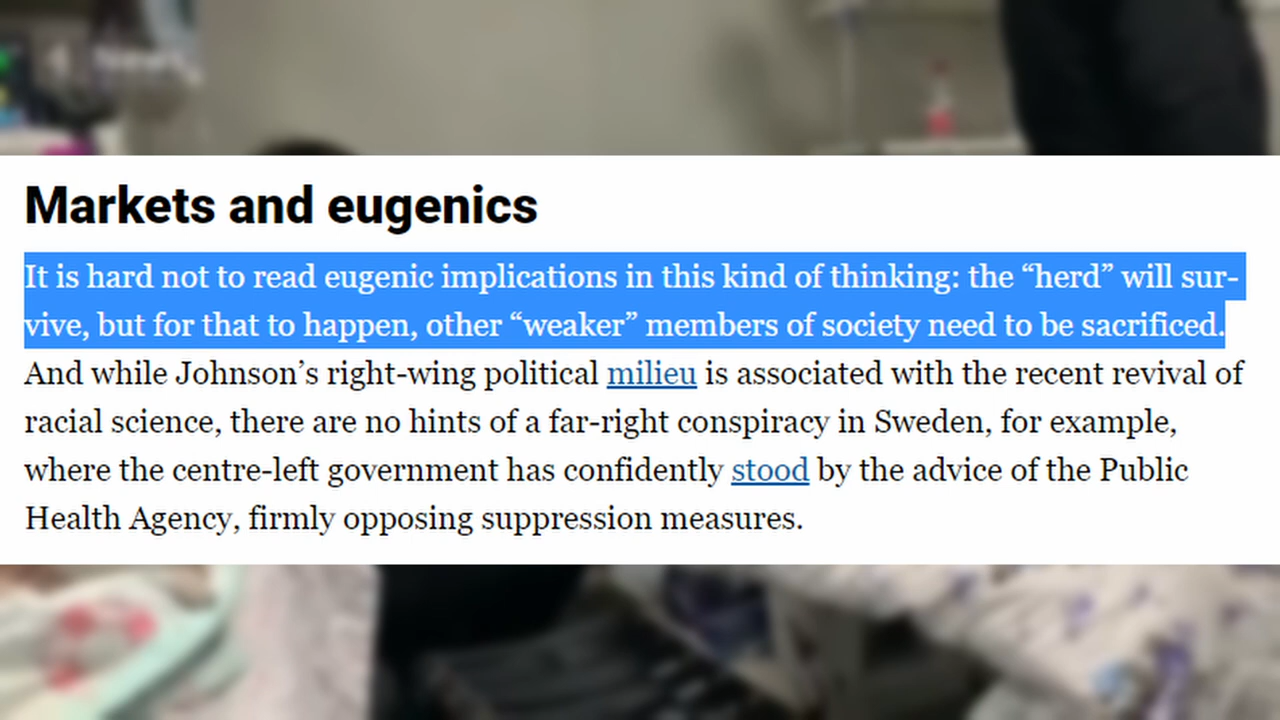 News
Markets and eugenics
It is hard not to read eugenic implications in this kind of thinking: the “herd” will sur-
vive, but for that to happen, other “weaker” members of society need to be sacrificed.
And while Johnson’s right-wing political milieu is associated with the recent revival of
racial science, there are no hints of a far-right conspiracy in Sweden, for example,
where the centre-left government has confidently stood by the advice of the Public
Health Agency, firmly opposing suppression measures.